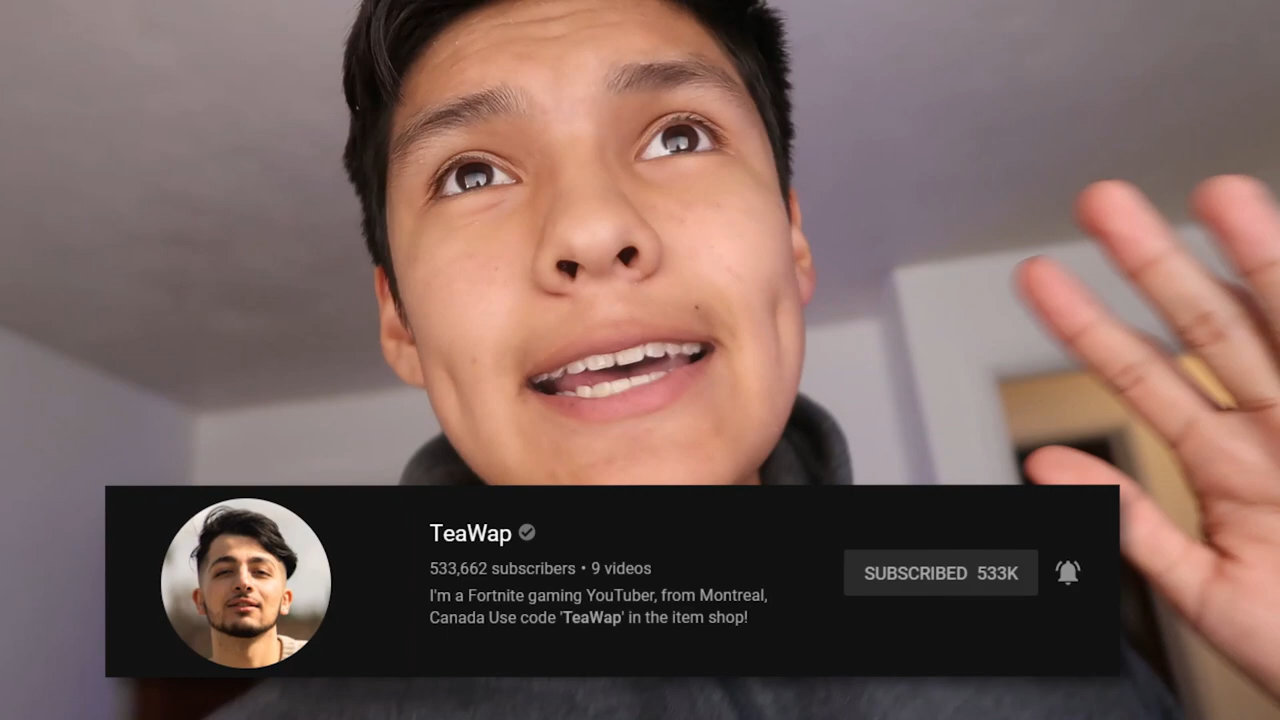 TeaWap
533,662 subscribers • 9 videos
I'm a Fortnite gaming YouTuber, from Montreal,
Canada Use code 'TeaWap' in the item shop!
SUBSCRIBED 533K